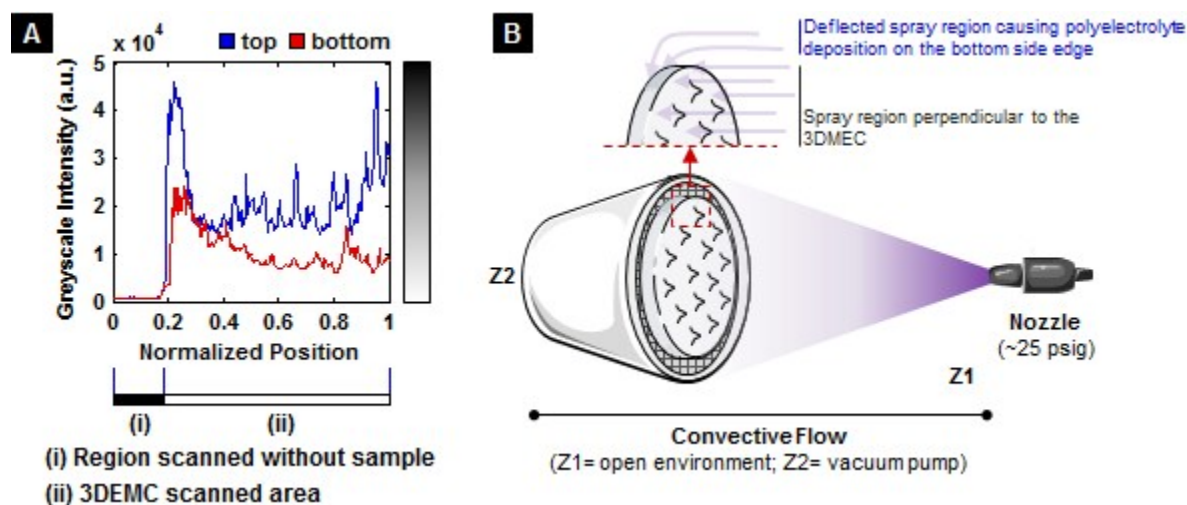 A
x 10⁴
top bottom
Greyscale Intensity (a.u.)
5
4
3
2
1
0
0 0.2 0.4 0.6 0.8 1
Normalized Position
(i) (ii)
(i) Region scanned without sample
(ii) 3DEMC scanned area
B
Deflected spray region causing polyelectrolyte
deposition on the bottom side edge
Spray region perpendicular to the
3DMEC
Z2
Nozzle
(~25 psig)
Z1
Convective Flow
(Z1= open environment; Z2= vacuum pump)